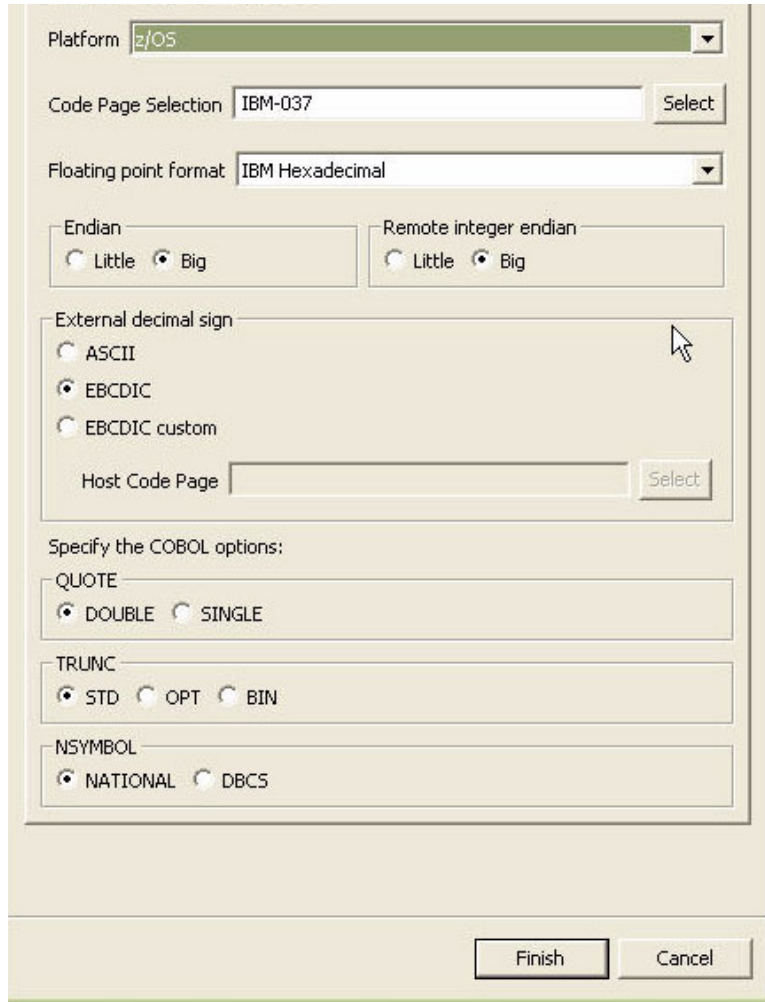 Platform z/OS
Code Page Selection IBM-037 Select
Floating point format IBM Hexadecimal
Endian Remote integer endian
Little Big Little Big
External decimal sign
ASCII
EBCDIC
EBCDIC custom
Host Code Page Select
Specify the COBOL options:
QUOTE
DOUBLE SINGLE
TRUNC
STD OPT BIN
NSYMBOL
NATIONAL DBCS
Finish Cancel